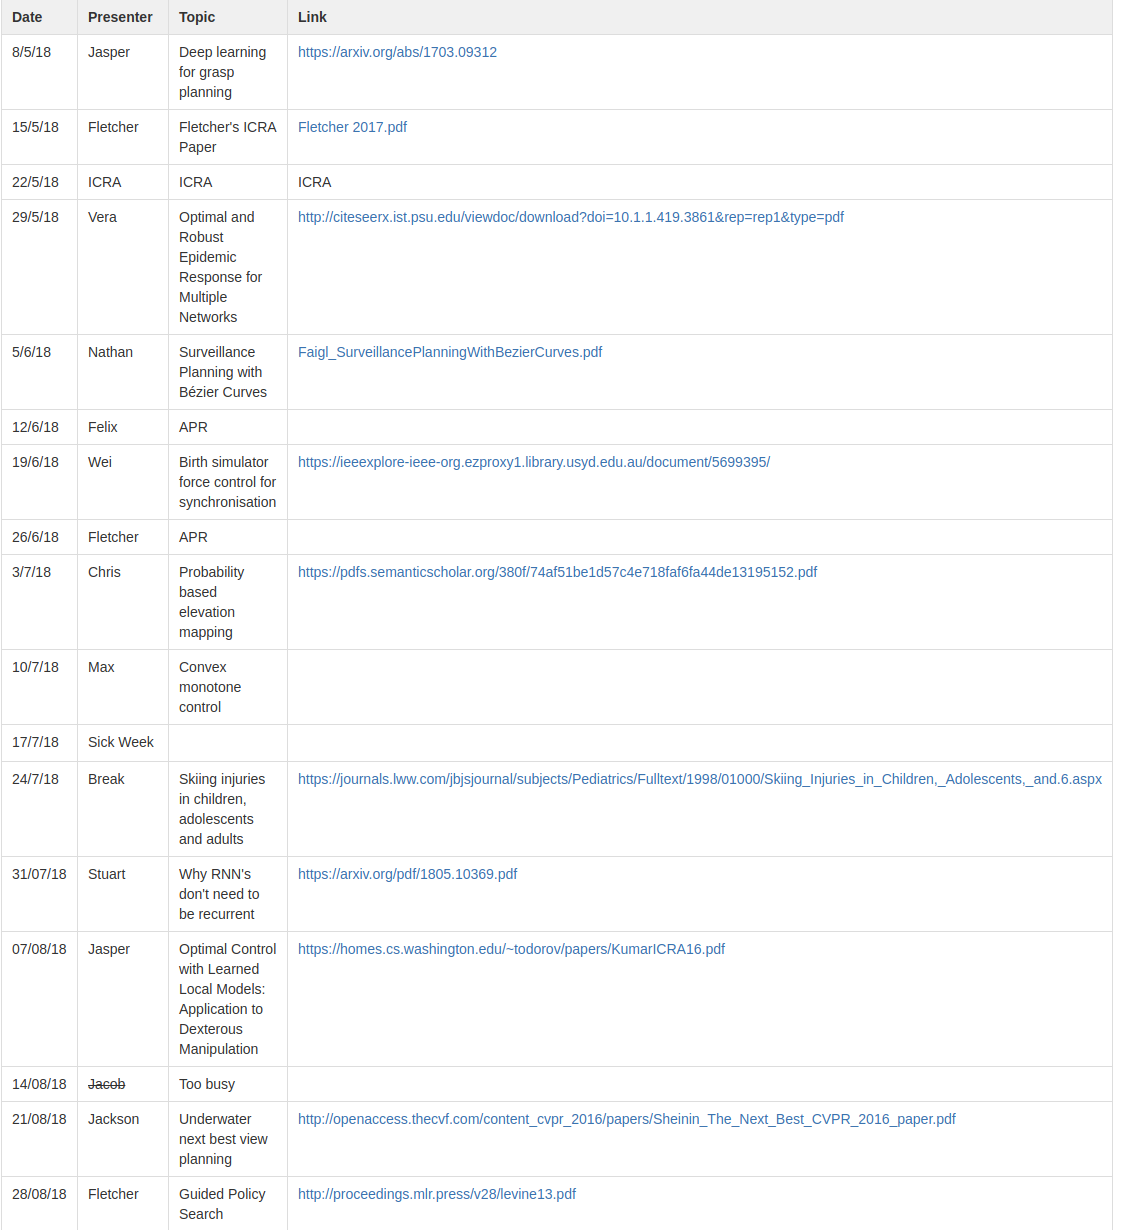 Date Presenter Topic Link
8/5/18 Jasper Deep learning https://arxiv.org/abs/1703.09312
for grasp
planning
15/5/18 Fletcher Fletcher's ICRA Fletcher 2017.pdf
Paper
22/5/18 ICRA ICRA ICRA
29/5/18 Vera Optimal and http://citeseerx.ist.psu.edu/viewdoc/download?doi=10.1.1.419.3861&rep=rep1&type=pdf
Robust
Epidemic
Response for
Multiple
Networks
5/6/18 Nathan Surveillance Faigl_SurveillancePlanningWithBezierCurves.pdf
Planning with
Bézier Curves
12/6/18 Felix APR
19/6/18 Wei Birth simulator https://ieeexplore-ieee-org.ezproxy1.library.usyd.edu.au/document/5699395/
force control for
synchronisation
26/6/18 Fletcher APR
3/7/18 Chris Probability https://pdfs.semanticscholar.org/380f/74af51be1d57c4e718faf6fa44de13195152.pdf
based
elevation
mapping
10/7/18 Max Convex
monotone
control
17/7/18 Sick Week
24/7/18 Break Skiing injuries https://journals.lww.com/jbjsjournal/subjects/Pediatrics/Fulltext/1998/01000/Skiing_Injuries_in_Children,_Adolescents,_and.6.aspx
in children,
adolescents
and adults
31/07/18 Stuart Why RNN's https://arxiv.org/pdf/1805.10369.pdf
don't need to
be recurrent
07/08/18 Jasper Optimal Control https://homes.cs.washington.edu/~todorov/papers/KumarICRA16.pdf
with Learned
Local Models:
Application to
Dexterous
Manipulation
14/08/18 Jacob Too busy
21/08/18 Jackson Underwater http://openaccess.thecvf.com/content_cvpr_2016/papers/Sheinin_The_Next_Best_CVPR_2016_paper.pdf
next best view
planning
28/08/18 Fletcher Guided Policy http://proceedings.mlr.press/v28/levine13.pdf
Search